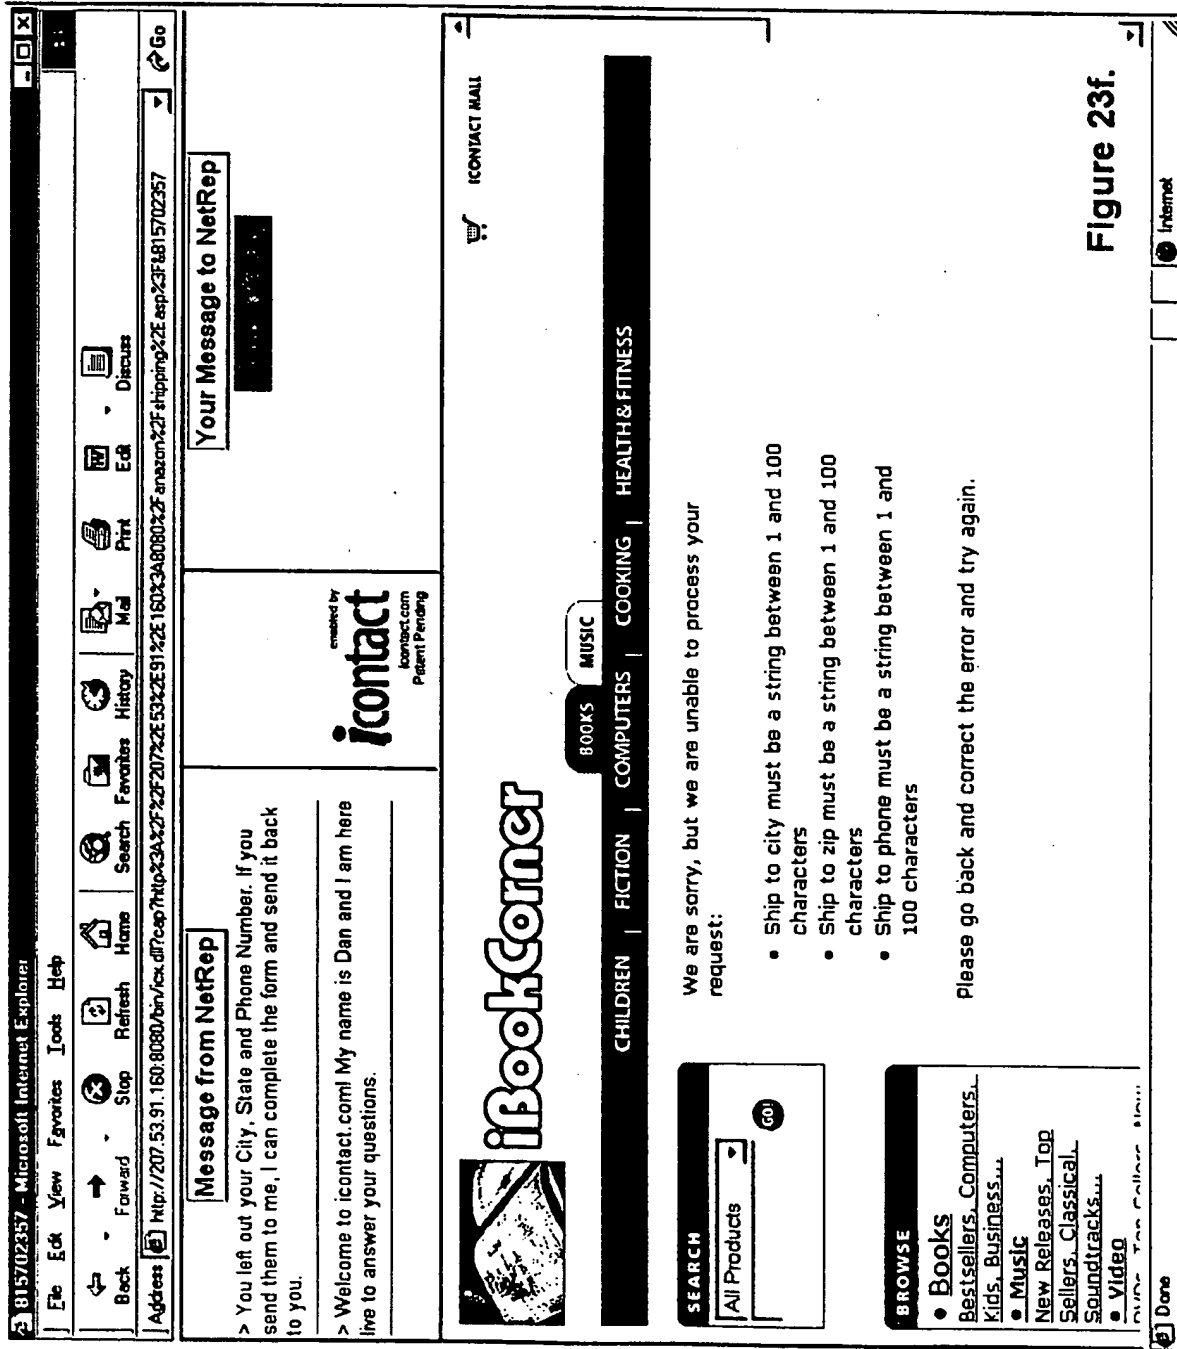 815702357 - Microsoft Internet Explorer
File Edit View Favorites Tools Help
Back Forward Stop Refresh Home Search Favorites History Mail Print Edit Discuss
Address http://207.53.91.160:8080/bin/icx.dll?cap?http%3A%2F%2F207%2E53%2E91%2E160%3A8080%2Famazon%2Fshipping%2Easp%3F&815702357 Go
Message from NetRep
> You left out your City, State and Phone Number. If you
send them to me, I can complete the form and send it back
to you.
> Welcome to icontact.com! My name is Dan and I am here
live to answer your questions.
enabled by
icontact
icontact.com
Patent Pending
Your Message to NetRep
iBookCorner
ICONTACT MALL
BOOKS MUSIC
CHILDREN | FICTION | COMPUTERS | COOKING | HEALTH & FITNESS
SEARCH
All Products
GO!
BROWSE
• Books
Bestsellers, Computers,
Kids, Business...
• Music
New Releases, Top
Sellers, Classical,
Soundtracks...
• Video
DVDs, Top Sellers, New
We are sorry, but we are unable to process your
request:
• Ship to city must be a string between 1 and 100
characters
• Ship to zip must be a string between 1 and 100
characters
• Ship to phone must be a string between 1 and
100 characters
Please go back and correct the error and try again.
Figure 23f.
Done Internet